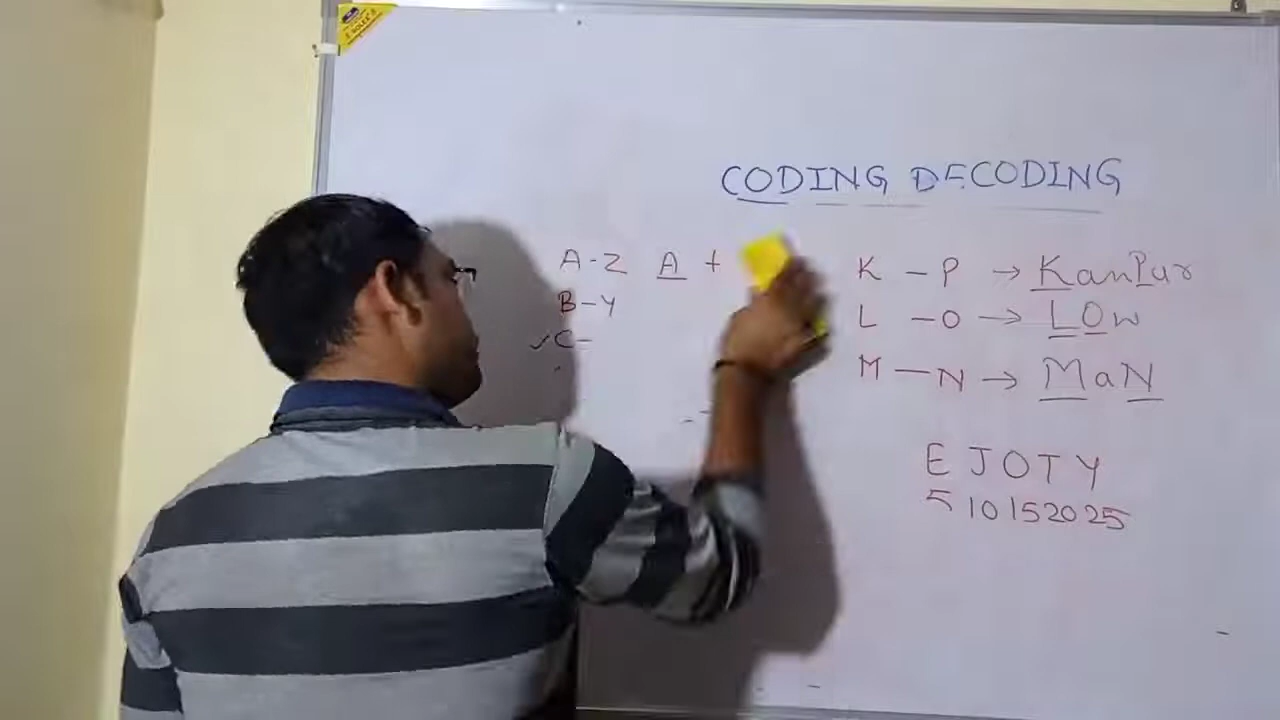 CODING DECODING
A-Z A +
B-Y
✓C-
K - P → KanPur
L - O → LOw
M - N → MaN
E J O T Y
5 10 15 20 25